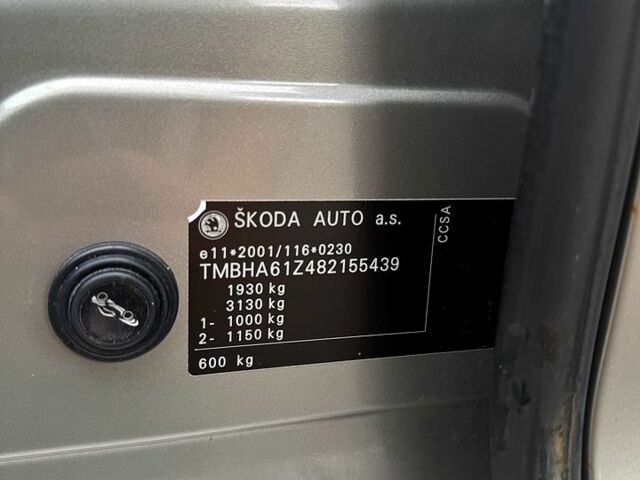 ŠKODA AUTO a.s.
e11*2001/116*0230
TMBHA61Z482155439
1930 kg
3130 kg
1- 1000 kg
2- 1150 kg
600 kg
CCSA